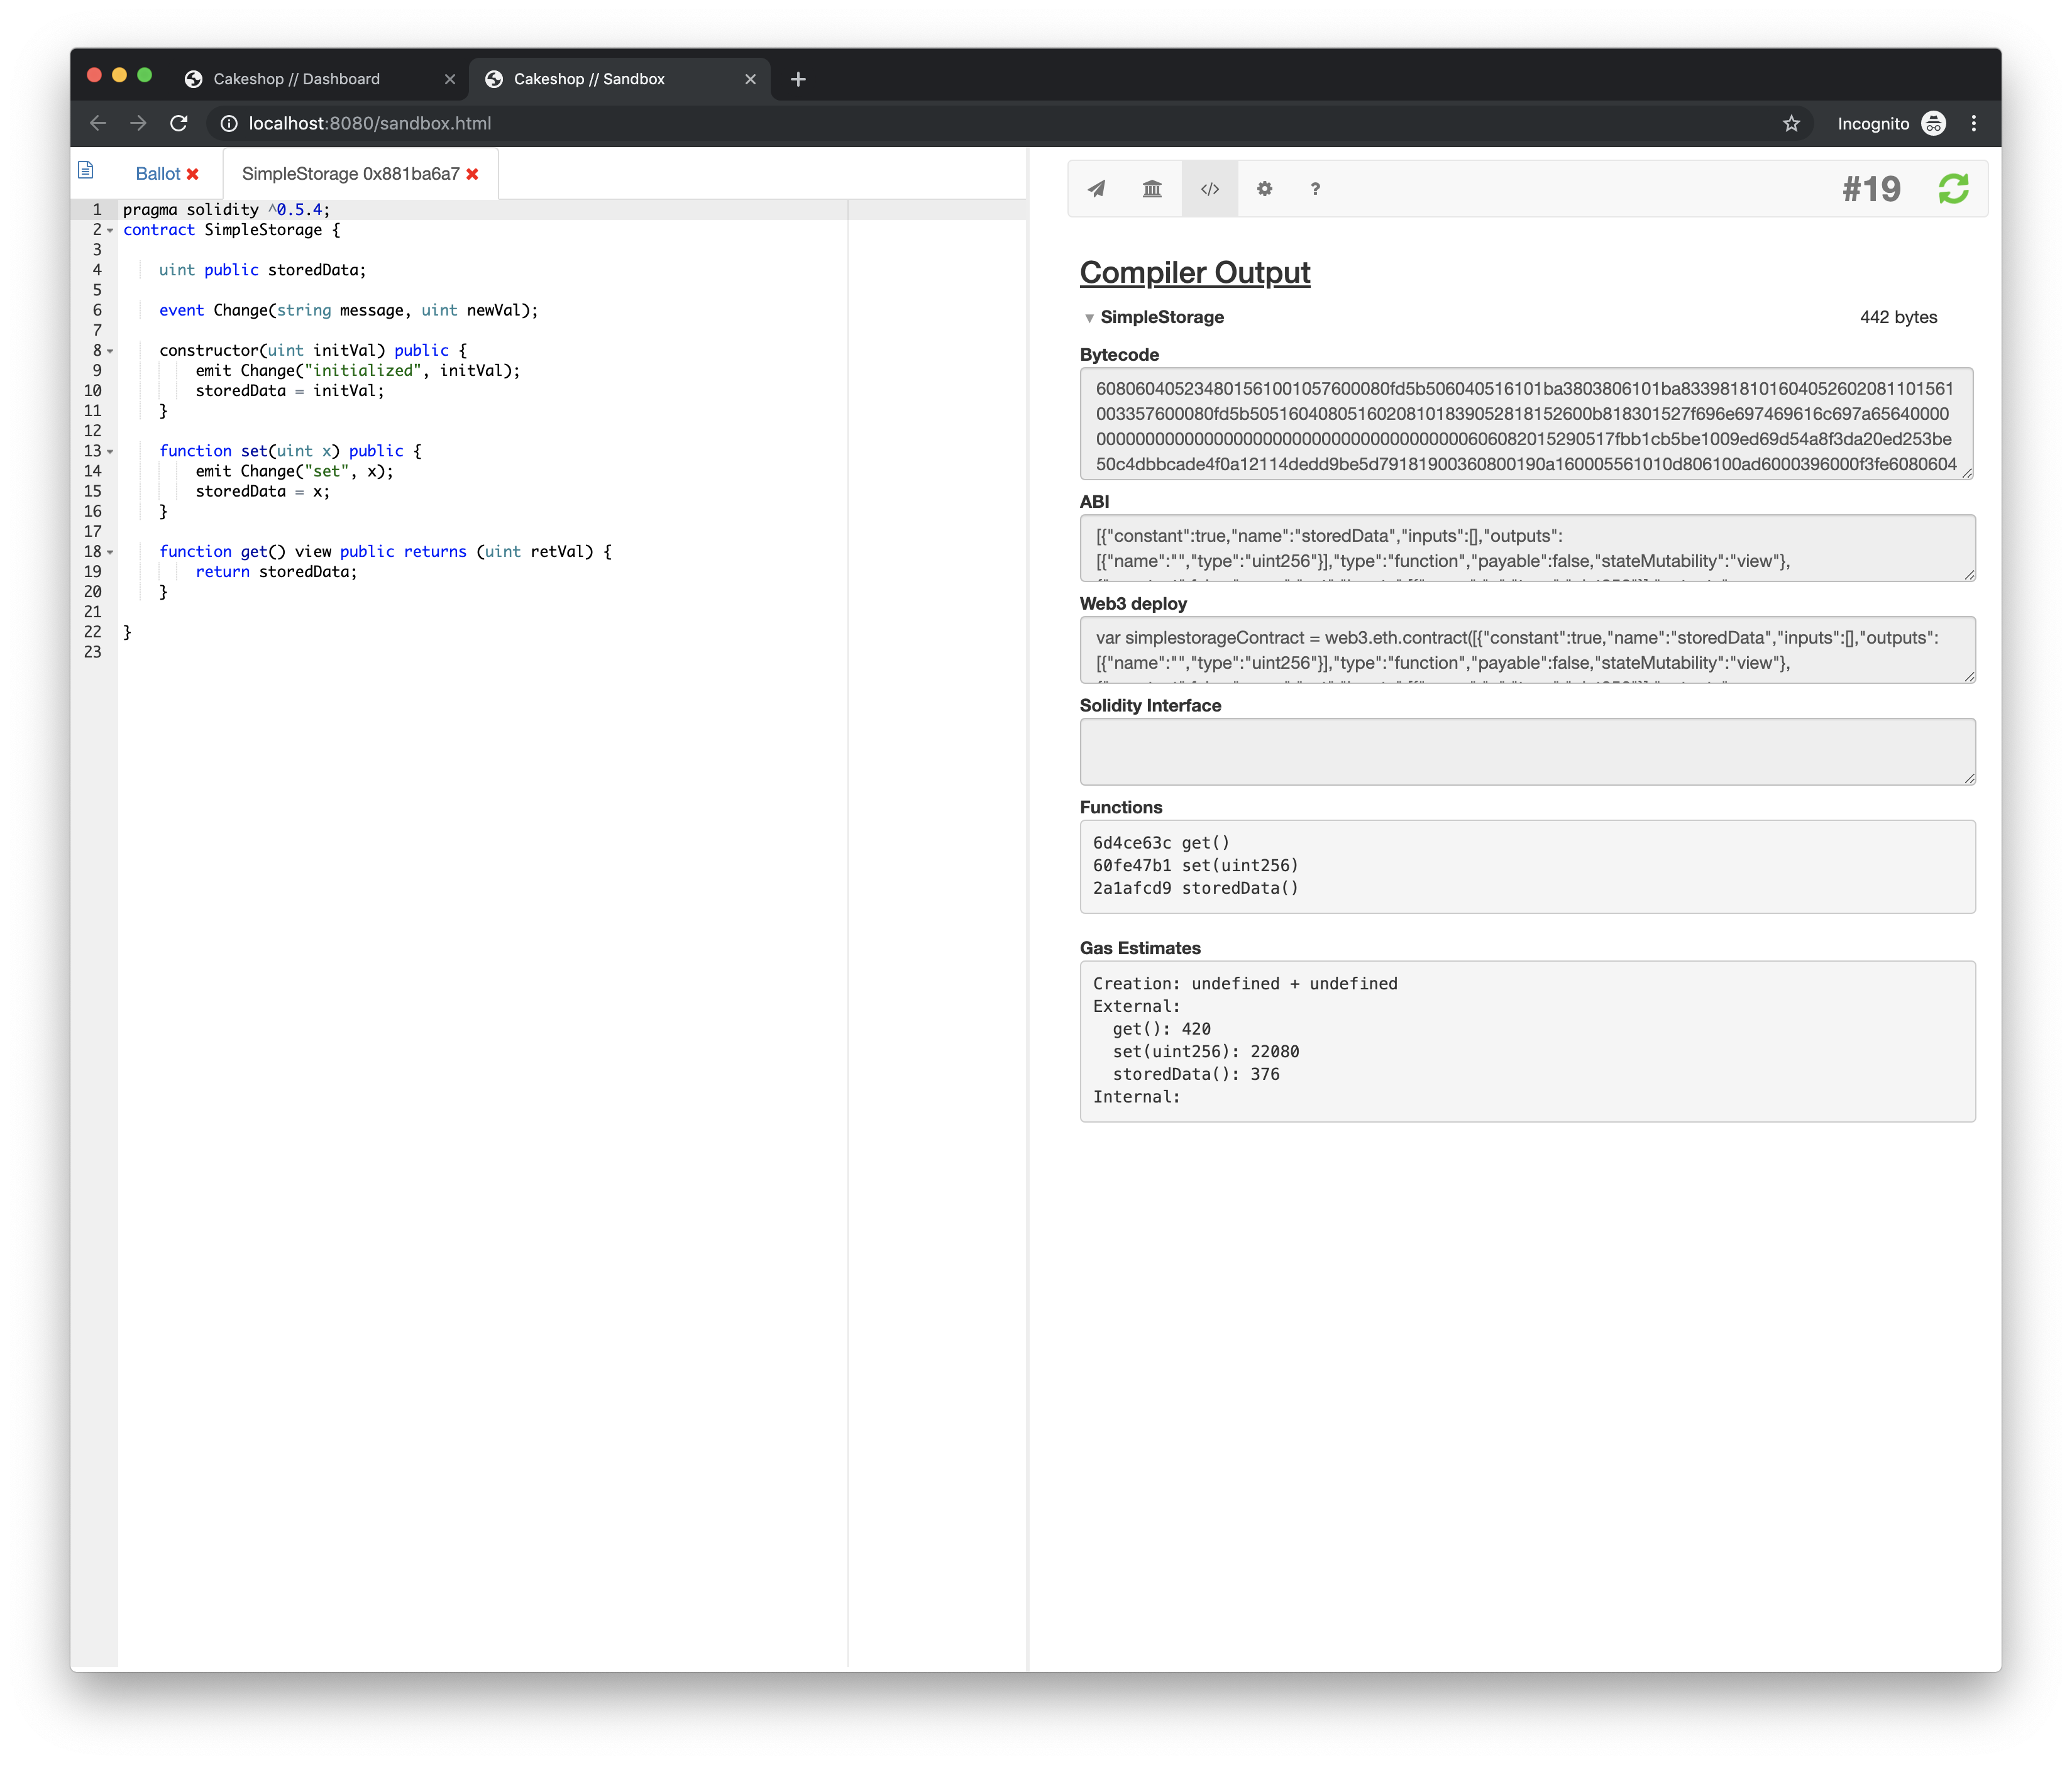 Cakeshop // Dashboard
Cakeshop // Sandbox
localhost:8080/sandbox.html
Incognito
Ballot
SimpleStorage 0x881ba6a7
1 pragma solidity ^0.5.4;
2 contract SimpleStorage {
3
4 uint public storedData;
5
6 event Change(string message, uint newVal);
7
8 constructor(uint initVal) public {
9 emit Change("initialized", initVal);
10 storedData = initVal;
11 }
12
13 function set(uint x) public {
14 emit Change("set", x);
15 storedData = x;
16 }
17
18 function get() view public returns (uint retVal) {
19 return storedData;
20 }
21
22 }
23
</> ? #19
Compiler Output
SimpleStorage 442 bytes
Bytecode
608060405234801561001057600080fd5b506040516101ba3803806101ba83398181016040526020811015610
003357600080fd5b505160408051602081018390528181526 00b818301527f696e697469616c697a65640000
50c4dbbcade4f0a12114dedd9be5d79181900360800190a160005561010d806100ad6000396000f3fe6080604
ABI
[{"constant":true,"name":"storedData","inputs":[],"outputs":
[{"name":"","type":"uint256"}],"type":"function","payable":false,"stateMutability":"view"},
Web3 deploy
var simplestorageContract = web3.eth.contract([{"constant":true,"name":"storedData","inputs":[],"outputs":
[{"name":"","type":"uint256"}],"type":"function","payable":false,"stateMutability":"view"},
Solidity Interface
Functions
6d4ce63c get()
60fe47b1 set(uint256)
2a1afcd9 storedData()
Gas Estimates
Creation: undefined + undefined
External:
get(): 420
set(uint256): 22080
storedData(): 376
Internal: